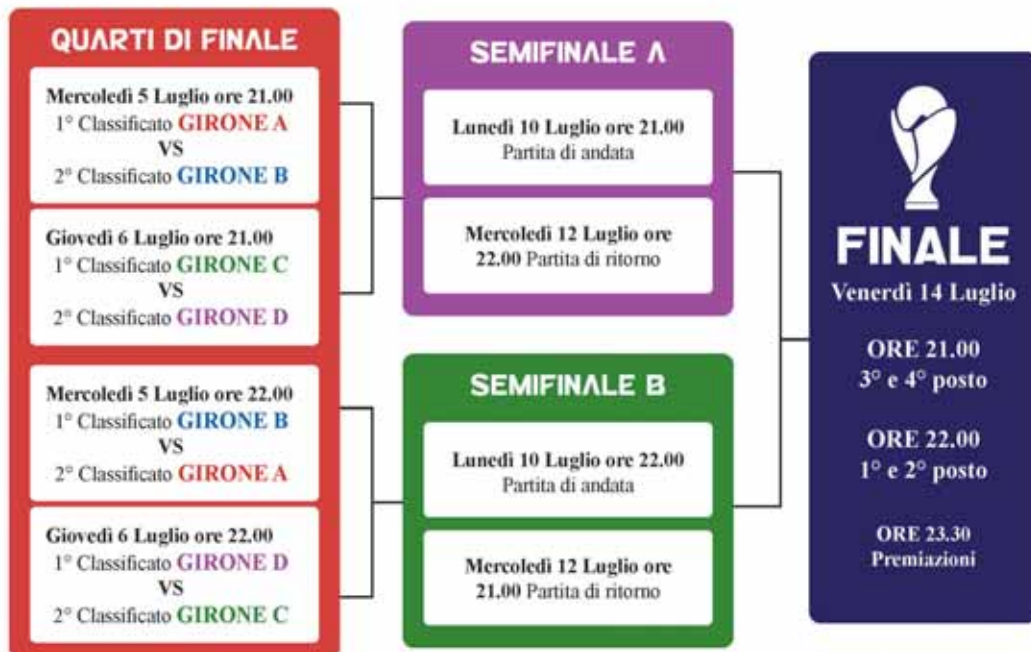 QUARTI DI FINALE
Mercoledì 5 Luglio ore 21.00
1° Classificato GIRONE A
VS
2° Classificato GIRONE B
Giovedì 6 Luglio ore 21.00
1° Classificato GIRONE C
VS
2° Classificato GIRONE D
Mercoledì 5 Luglio ore 22.00
1° Classificato GIRONE B
VS
2° Classificato GIRONE A
Giovedì 6 Luglio ore 22.00
1° Classificato GIRONE D
VS
2° Classificato GIRONE C
SEMIFINALE A
Lunedì 10 Luglio ore 21.00
Partita di andata
Mercoledì 12 Luglio ore
22.00 Partita di ritorno
SEMIFINALE B
Lunedì 10 Luglio ore 22.00
Partita di andata
Mercoledì 12 Luglio ore
21.00 Partita di ritorno
FINALE
Venerdì 14 Luglio
ORE 21.00
3° e 4° posto
ORE 22.00
1° e 2° posto
ORE 23.30
Premiazioni